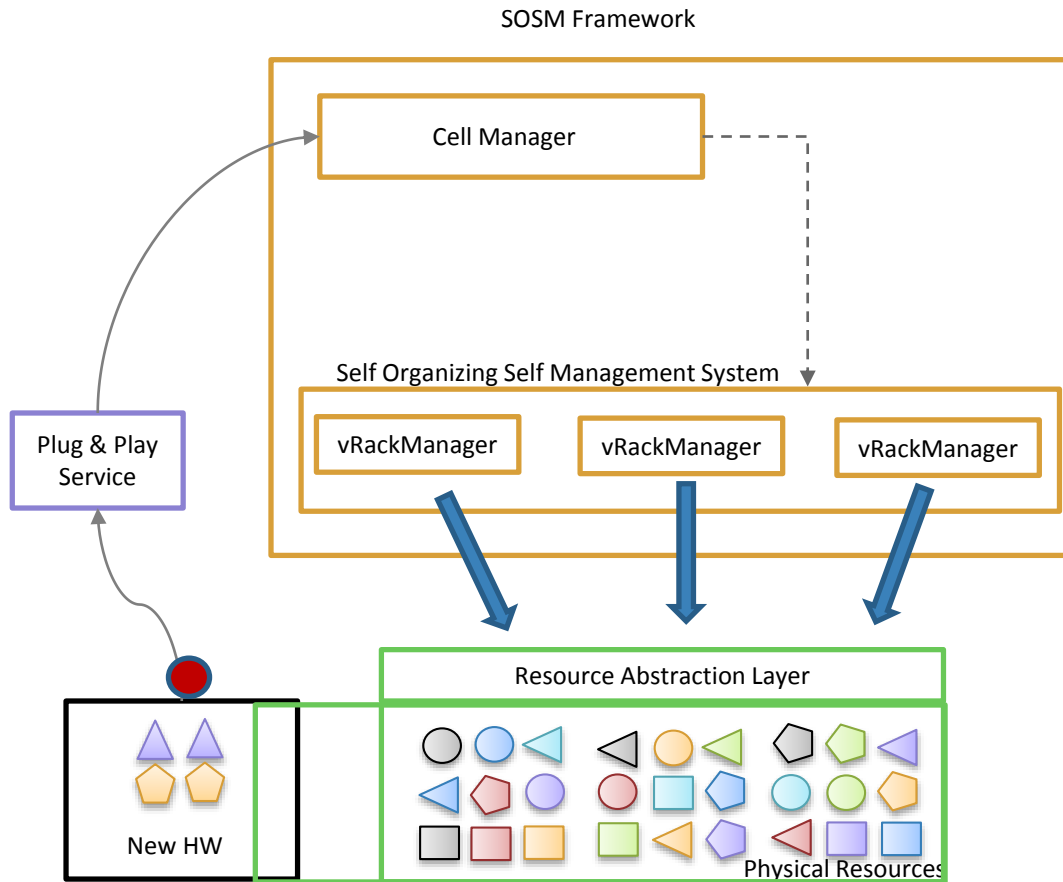 SOSM Framework
Cell Manager
Self Organizing Self Management System
vRackManager
vRackManager
vRackManager
Plug & Play
Service
Resource Abstraction Layer
New HW
Physical Resources